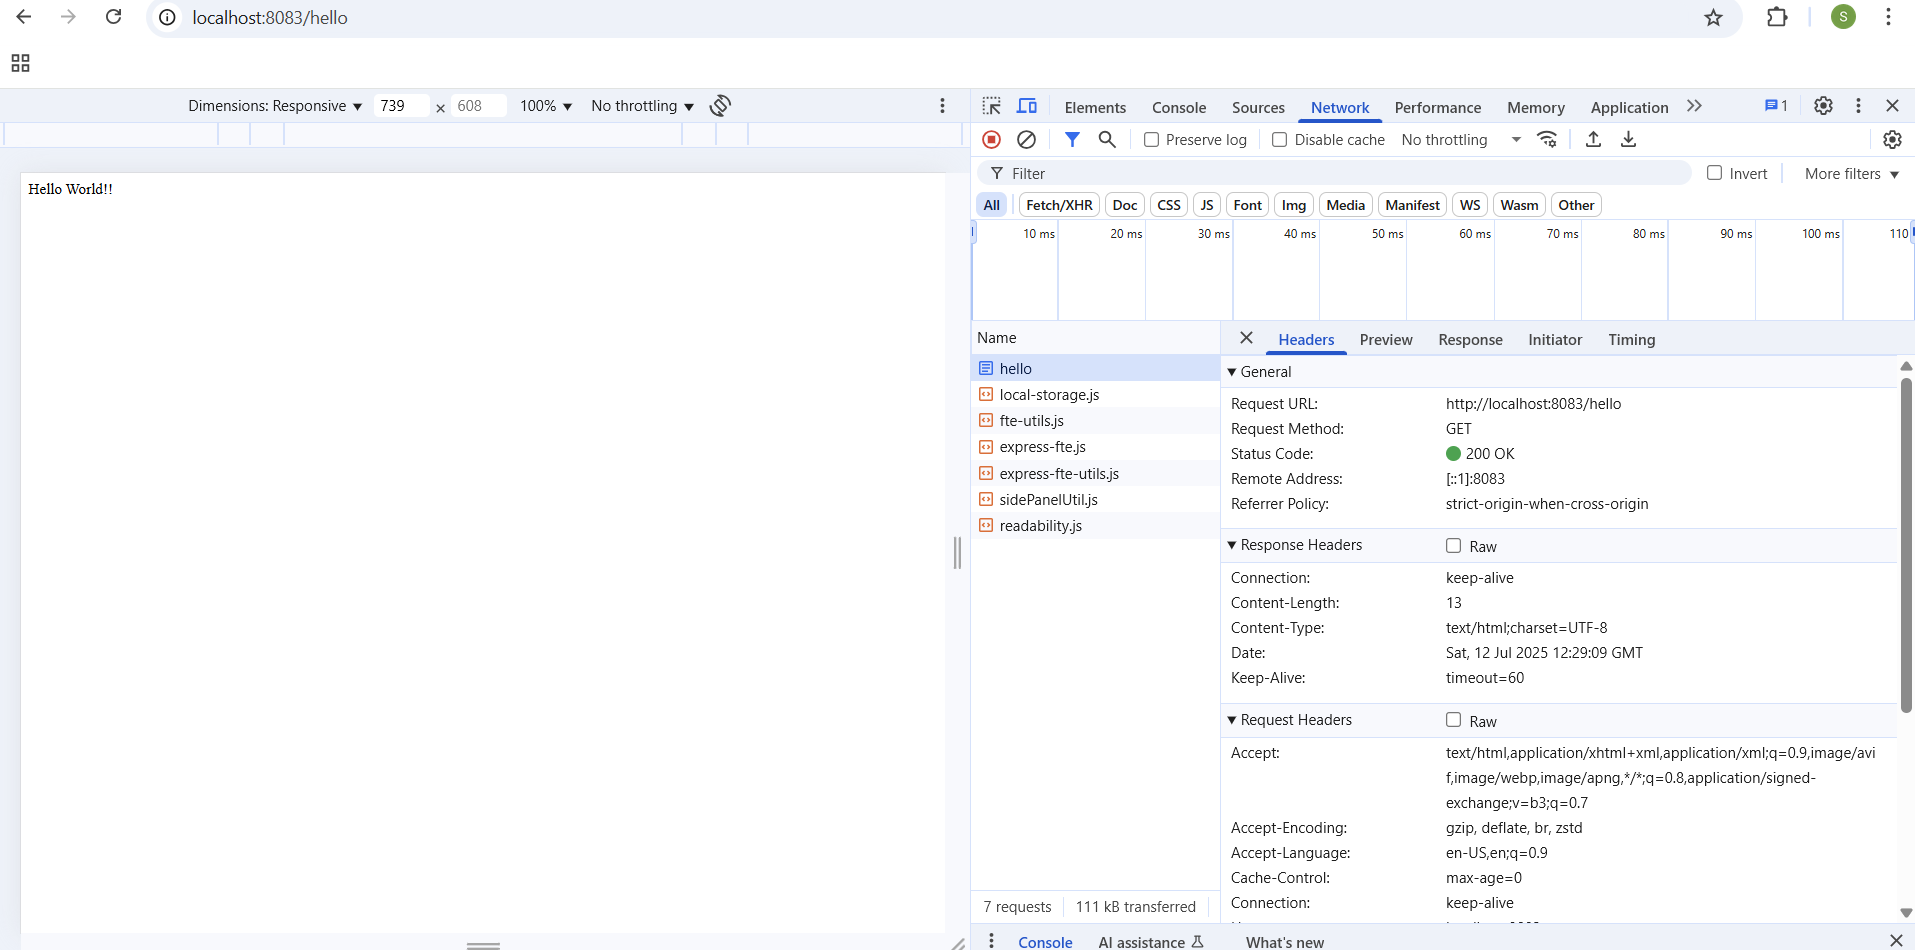 localhost:8083/hello
S
Dimensions: Responsive ▼ 739 × 608 100% ▼ No throttling ▼
Elements Console Sources Network Performance Memory Application 1
Preserve log Disable cache No throttling
Filter Invert More filters ▼
All Fetch/XHR Doc CSS JS Font Img Media Manifest WS Wasm Other
10 ms 20 ms 30 ms 40 ms 50 ms 60 ms 70 ms 80 ms 90 ms 100 ms 110
Hello World!!
Name
hello
local-storage.js
fte-utils.js
express-fte.js
express-fte-utils.js
sidePanelUtil.js
readability.js
7 requests 111 kB transferred
Headers Preview Response Initiator Timing
▼ General
Request URL: http://localhost:8083/hello
Request Method: GET
Status Code: 200 OK
Remote Address: [::1]:8083
Referrer Policy: strict-origin-when-cross-origin
▼ Response Headers Raw
Connection: keep-alive
Content-Length: 13
Content-Type: text/html;charset=UTF-8
Date: Sat, 12 Jul 2025 12:29:09 GMT
Keep-Alive: timeout=60
▼ Request Headers Raw
Accept: text/html,application/xhtml+xml,application/xml;q=0.9,image/avi
f,image/webp,image/apng,*/*;q=0.8,application/signed-
exchange;v=b3;q=0.7
Accept-Encoding: gzip, deflate, br, zstd
Accept-Language: en-US,en;q=0.9
Cache-Control: max-age=0
Connection: keep-alive
Console AI assistance What's new